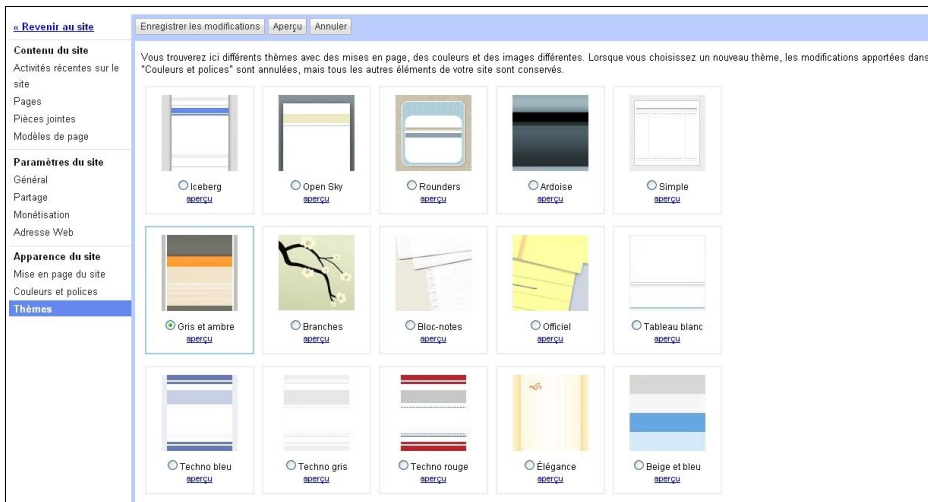 « Revenir au site
Contenu du site
Activités récentes sur le
site
Pages
Pièces jointes
Modèles de page
Paramètres du site
Général
Partage
Monétisation
Adresse Web
Apparence du site
Mise en page du site
Couleurs et polices
Thèmes
Enregistrer les modifications Aperçu Annuler
Vous trouverez ici différents thèmes avec des mises en page, des couleurs et des images différentes. Lorsque vous choisissez un nouveau thème, les modifications apportées dans
"Couleurs et polices" sont annulées, mais tous les autres éléments de votre site sont conservés.
Iceberg Open Sky Rounders Ardoise Simple
aperçu aperçu aperçu aperçu aperçu
Gris et ambre Branches Bloc-notes Officiel Tableau blanc
aperçu aperçu aperçu aperçu aperçu
Techno bleu Techno gris Techno rouge Élégance Beige et bleu
aperçu aperçu aperçu aperçu aperçu